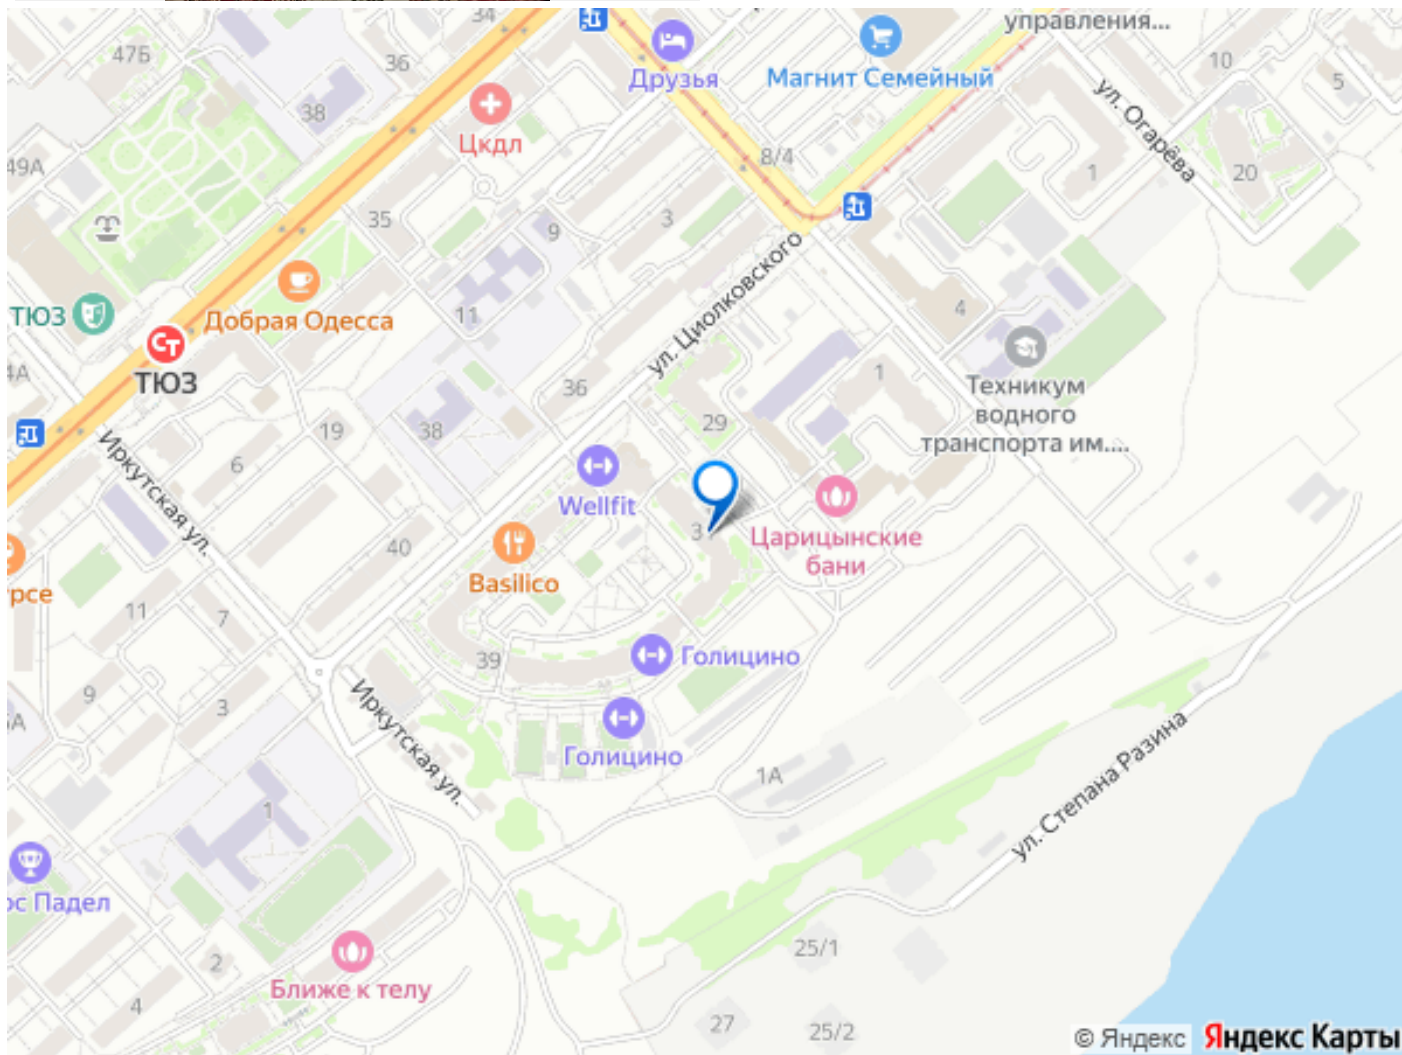 34
управления...
47Б
36
10
Друзья
Магнит Семейный
5
ул. Огарёва
38
Цкдл
8/4
49А
1
20
35
3
9
ул. Циолковского
ТЮЗ
Добрая Одесса
11
4
ТЮЗ
36
1
Техникум
водного
транспорта им....
19
38
29
6
Иркутская ул.
Wellfit
3
Царицынские
бани
40
Basilico
рсе
11
7
39
Голицино
9
3
Иркутская ул.
Голицино
1А
ул. Степана Разина
1
ос Падел
25/1
2
Ближе к телу
4
27
25/2
© Яндекс Яндекс Карты